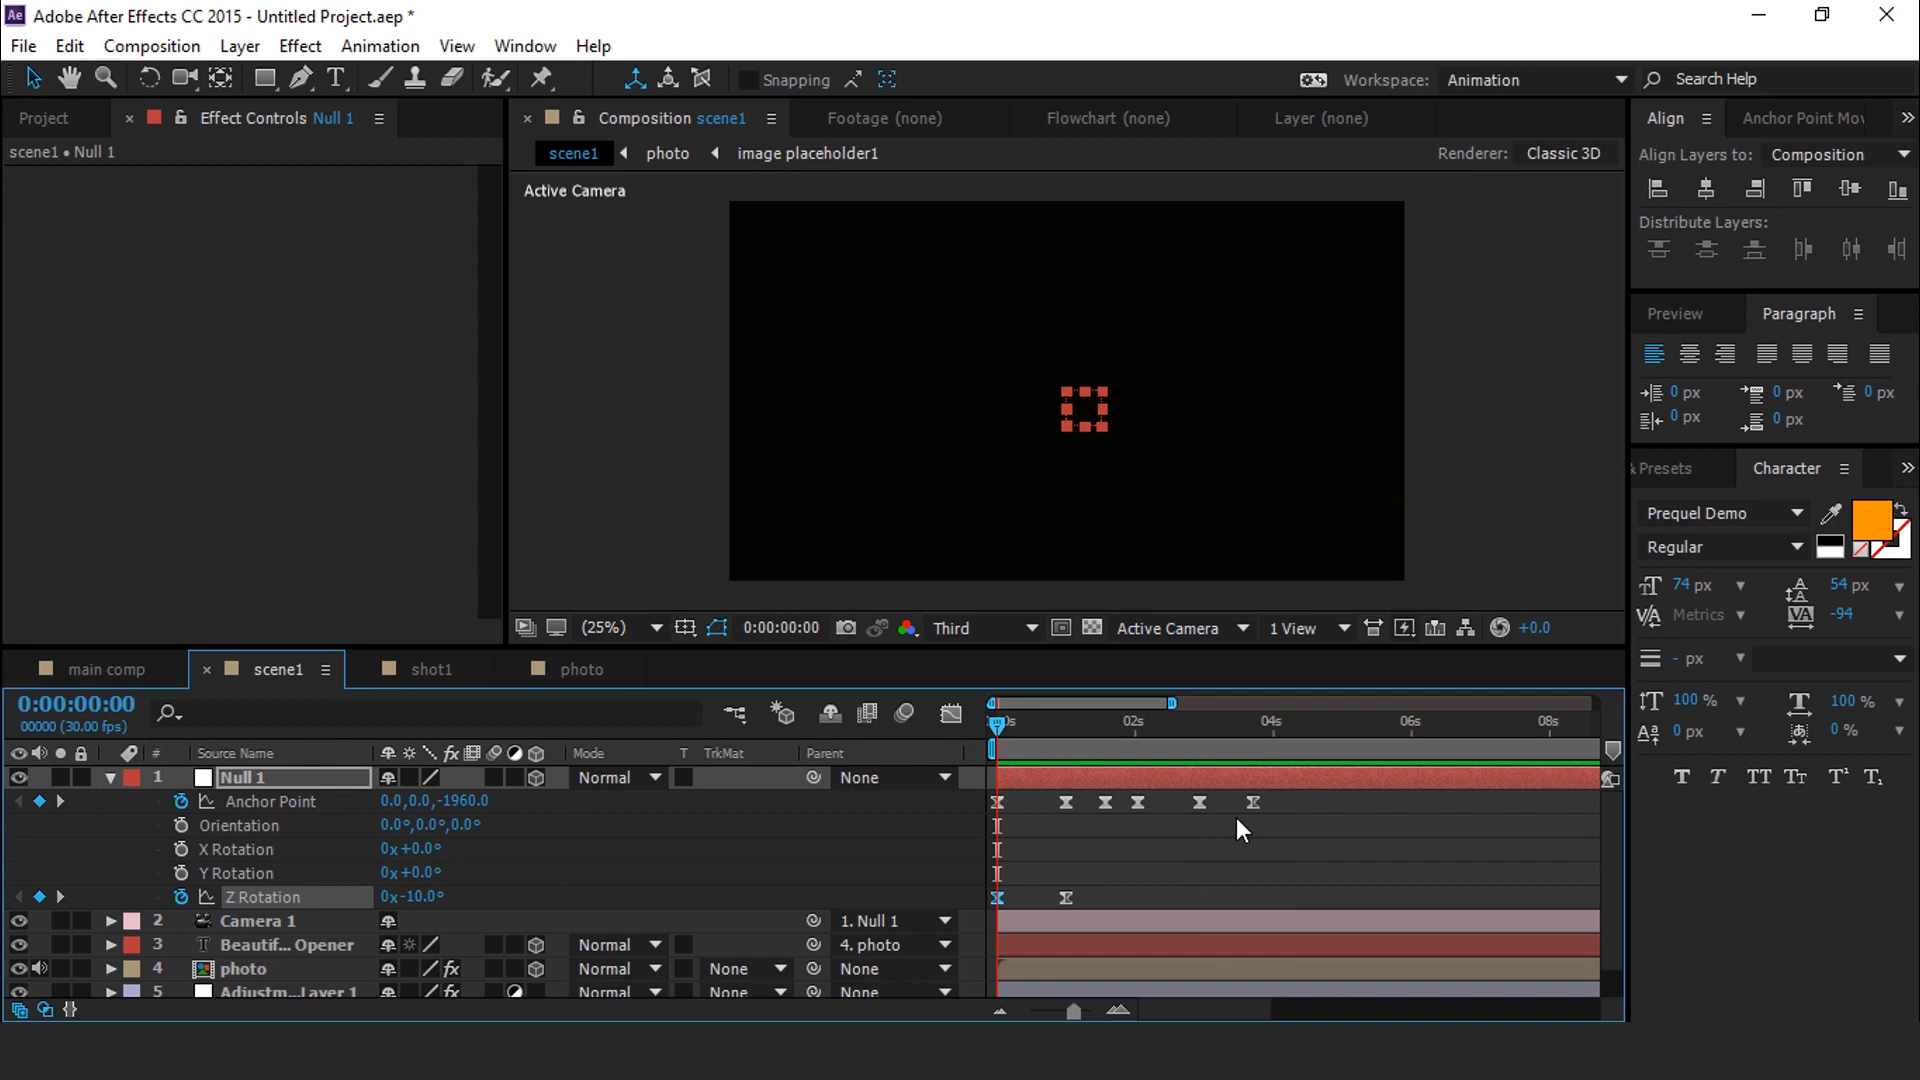 Ae Adobe After Effects CC 2015 - Untitled Project.aep *
File Edit Composition Layer Effect Animation View Window Help
Snapping Workspace: Animation Search Help
Project Effect Controls Null 1 Composition scene1 Footage (none) Flowchart (none) Layer (none) Align Anchor Point Mov
scene1 • Null 1 scene1 photo image placeholder1 Renderer: Classic 3D Align Layers to: Composition
Active Camera
Distribute Layers:
Preview Paragraph
0 px 0 px 0 px
0 px 0 px
& Presets Character
Prequel Demo
Regular
74 px 54 px
Metrics -94
(25%) 0:00:00:00 Third Active Camera 1 View +0.0
- px
main comp scene1 shot1 photo
100 % 100 %
0 px 0 %
0:00:00:00
00000 (30.00 fps)
02s 04s 06s 08s
# Source Name fx Mode T TrkMat Parent
1 Null 1 Normal None
Anchor Point 0.0,0.0,-1960.0
Orientation 0.0°,0.0°,0.0°
X Rotation 0x+0.0°
Y Rotation 0x+0.0°
Z Rotation 0x-10.0°
2 Camera 1 1. Null 1
3 T Beautif... Opener Normal 4. photo
4 photo fx Normal None None
5 Adjustm...Layer 1 fx Normal None None
T T TT Tt T¹ T₁